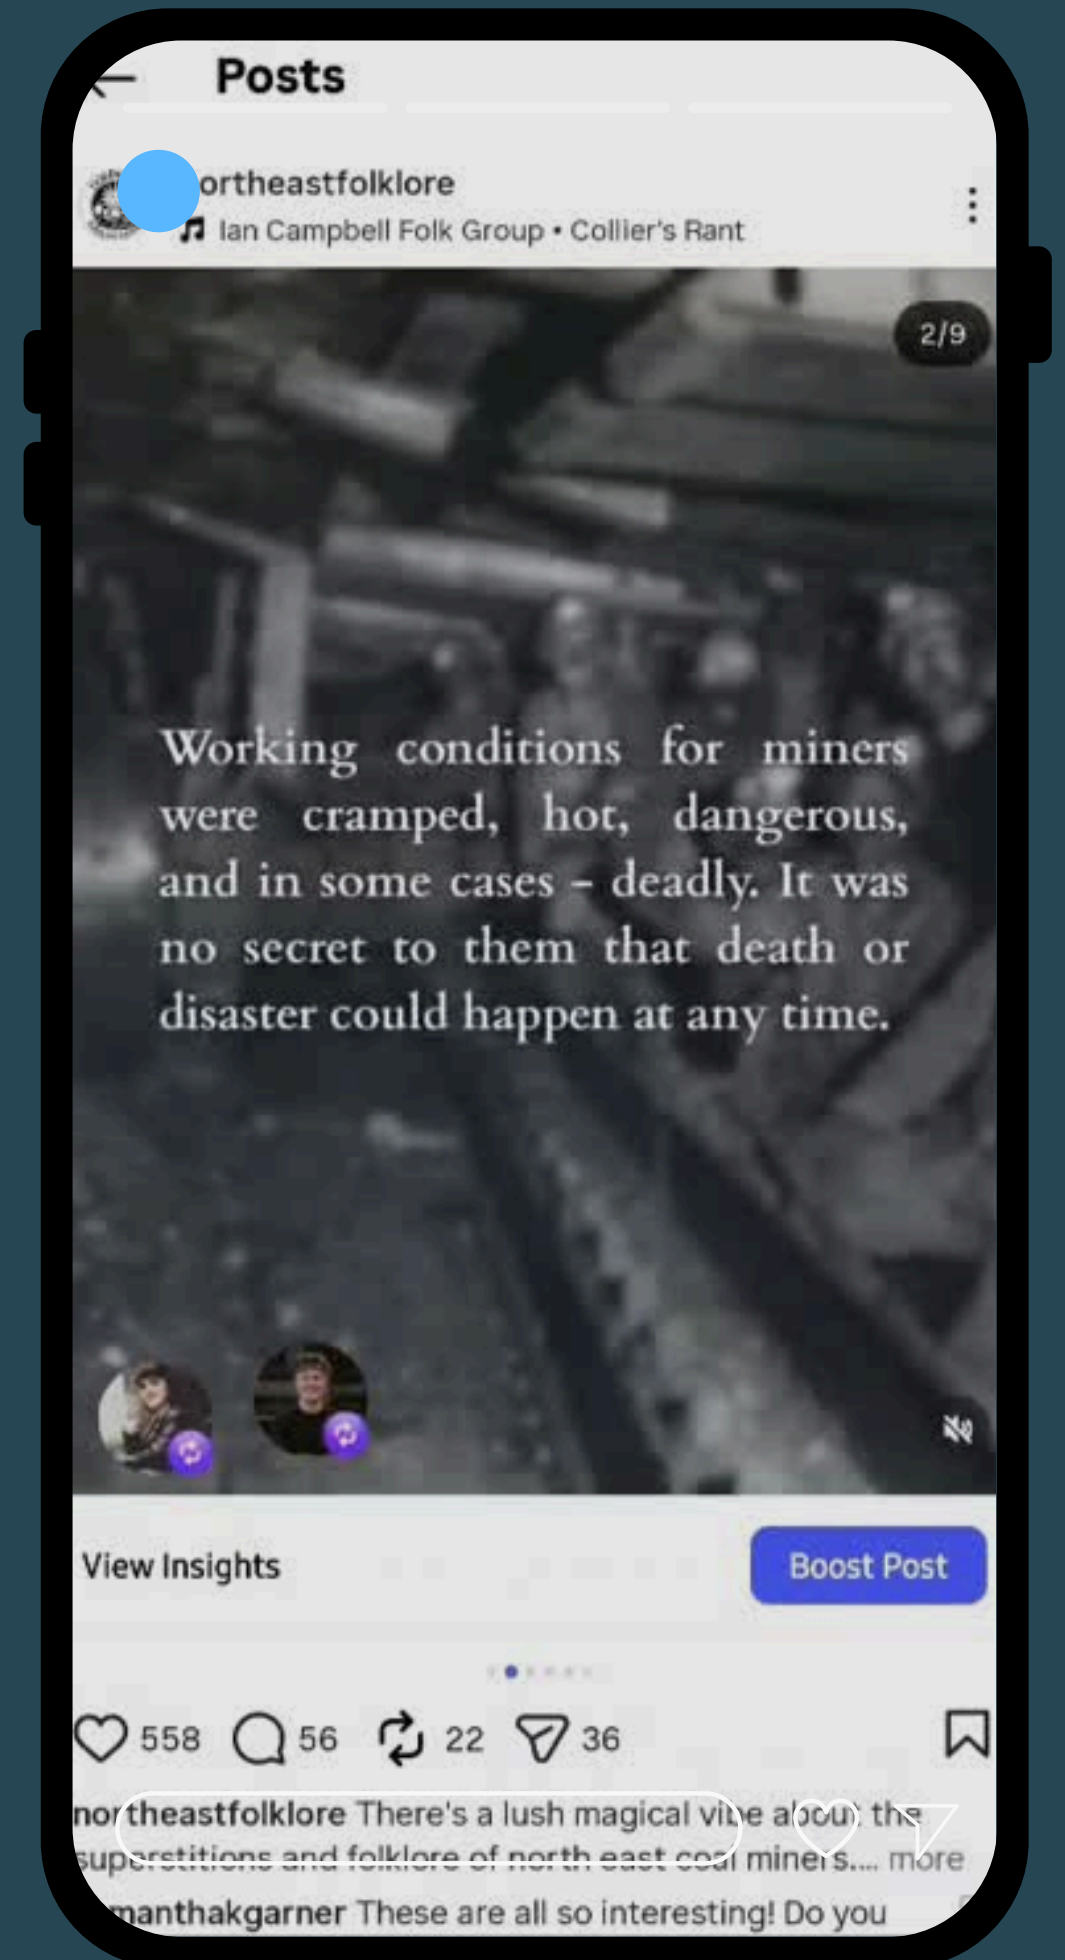 Posts
ortheastfolklore
Ian Campbell Folk Group • Collier's Rant
2/9
Working conditions for miners
were cramped, hot, dangerous,
and in some cases – deadly. It was
no secret to them that death or
disaster could happen at any time.
View Insights
Boost Post
558 56 22 36
northeastfolklore There's a lush magical vibe about the
superstitions and folklore of north east coal miners.... more
manthakgarner These are all so interesting! Do you